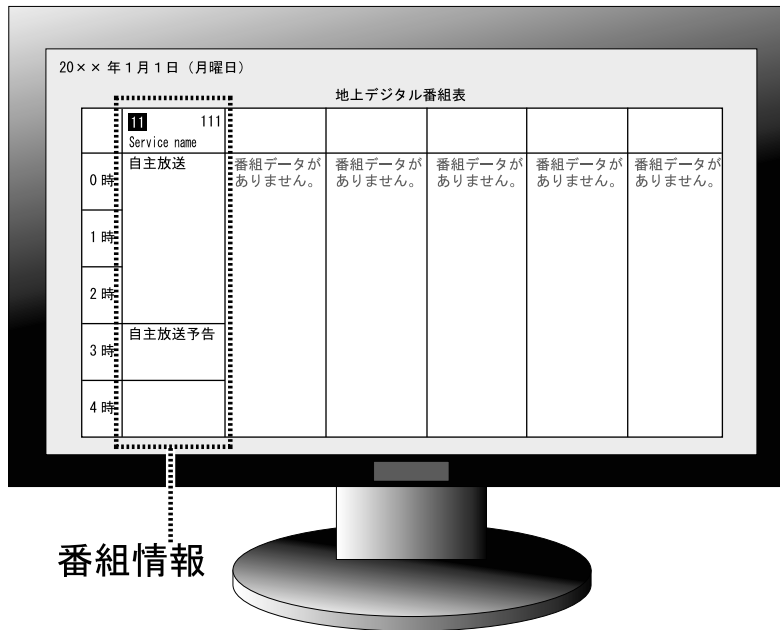 20××年1月1日（月曜日）
地上デジタル番組表
11 111
Service name
0時
自主放送
番組データが
ありません。
番組データが
ありません。
番組データが
ありません。
番組データが
ありません。
番組データが
ありません。
1時
2時
3時
自主放送予告
4時
番組情報